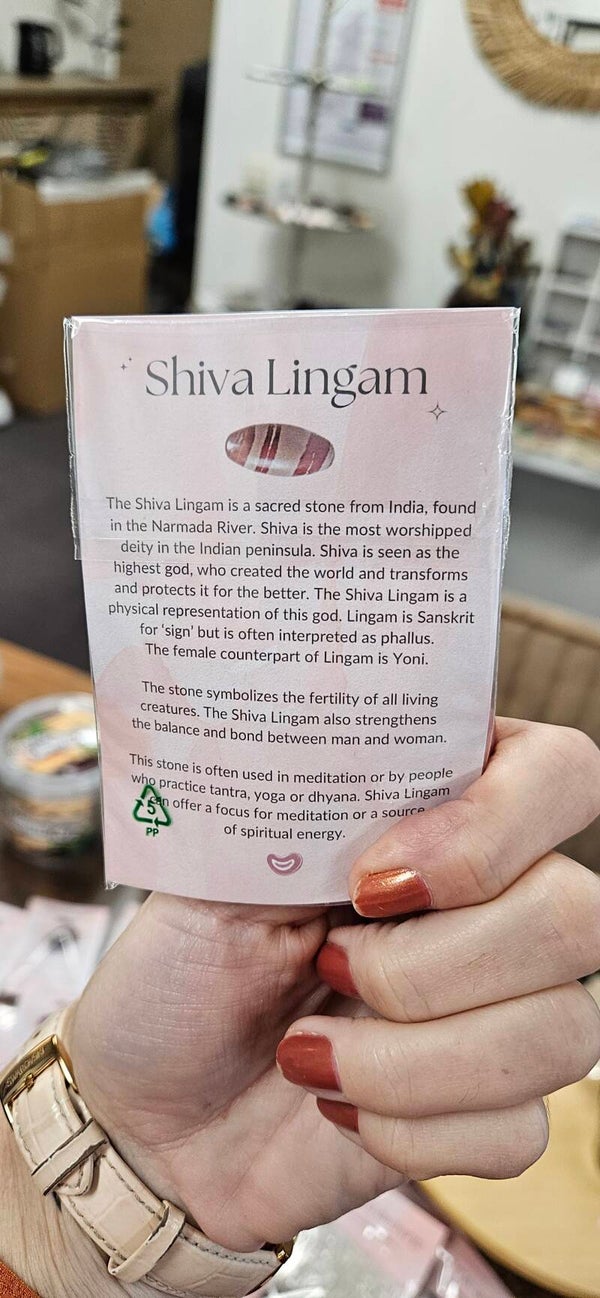 Shiva Lingam
The Shiva Lingam is a sacred stone from India, found
in the Narmada River. Shiva is the most worshipped
deity in the Indian peninsula. Shiva is seen as the
highest god, who created the world and transforms
and protects it for the better. The Shiva Lingam is a
physical representation of this god. Lingam is Sanskrit
for 'sign' but is often interpreted as phallus.
The female counterpart of Lingam is Yoni.
The stone symbolizes the fertility of all living
creatures. The Shiva Lingam also strengthens
the balance and bond between man and woman.
This stone is often used in meditation or by people
who practice tantra, yoga or dhyana. Shiva Lingam
can offer a focus for meditation or a source
of spiritual energy.
5
PP